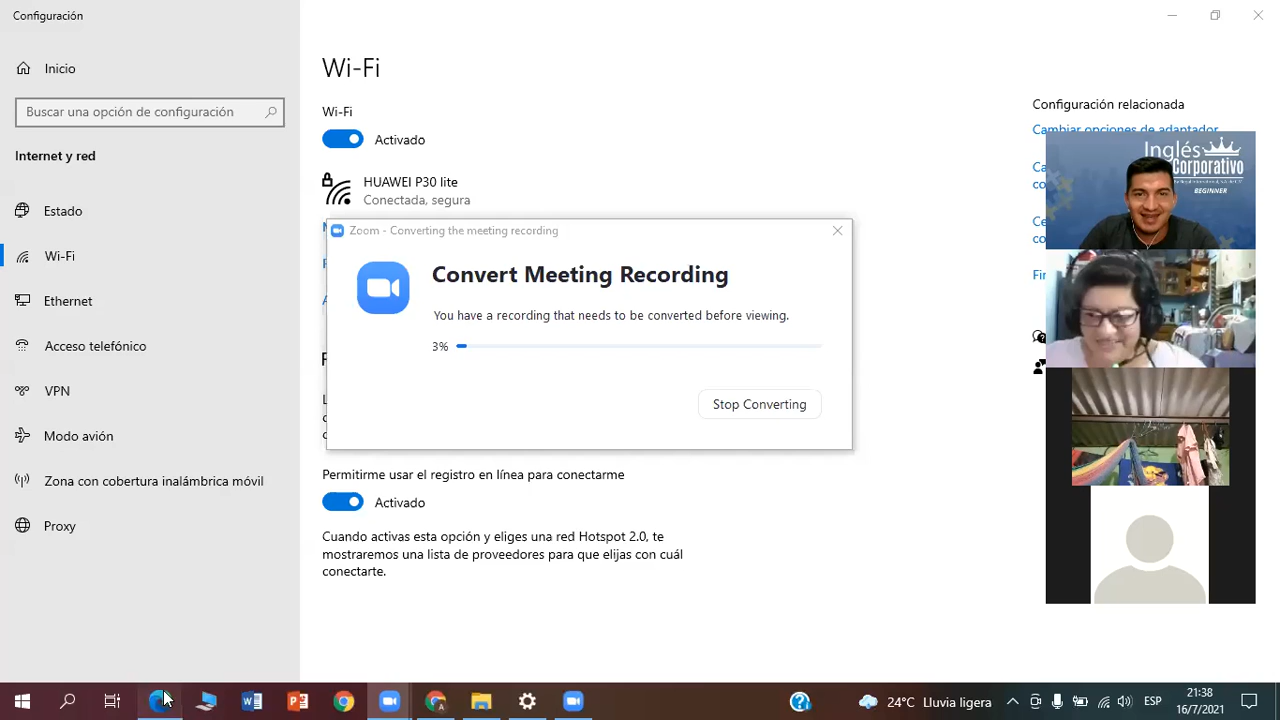 Configuración
Inicio
Buscar una opción de configuración
Internet y red
Estado
Wi-Fi
Ethernet
Acceso telefónico
VPN
Modo avión
Zona con cobertura inalámbrica móvil
Proxy
Wi-Fi
Wi-Fi
Activado
HUAWEI P30 lite
Conectada, segura
Zoom - Converting the meeting recording
Convert Meeting Recording
You have a recording that needs to be converted before viewing.
3%
Stop Converting
Permitirme usar el registro en línea para conectarme
Activado
Cuando activas esta opción y eliges una red Hotspot 2.0, te
mostraremos una lista de proveedores para que elijas con cuál
conectarte.
Configuración relacionada
Cambiar opciones de adaptador
Inglés
Corporativo
BEGINNER
24°C Lluvia ligera
ESP
21:38
16/7/2021